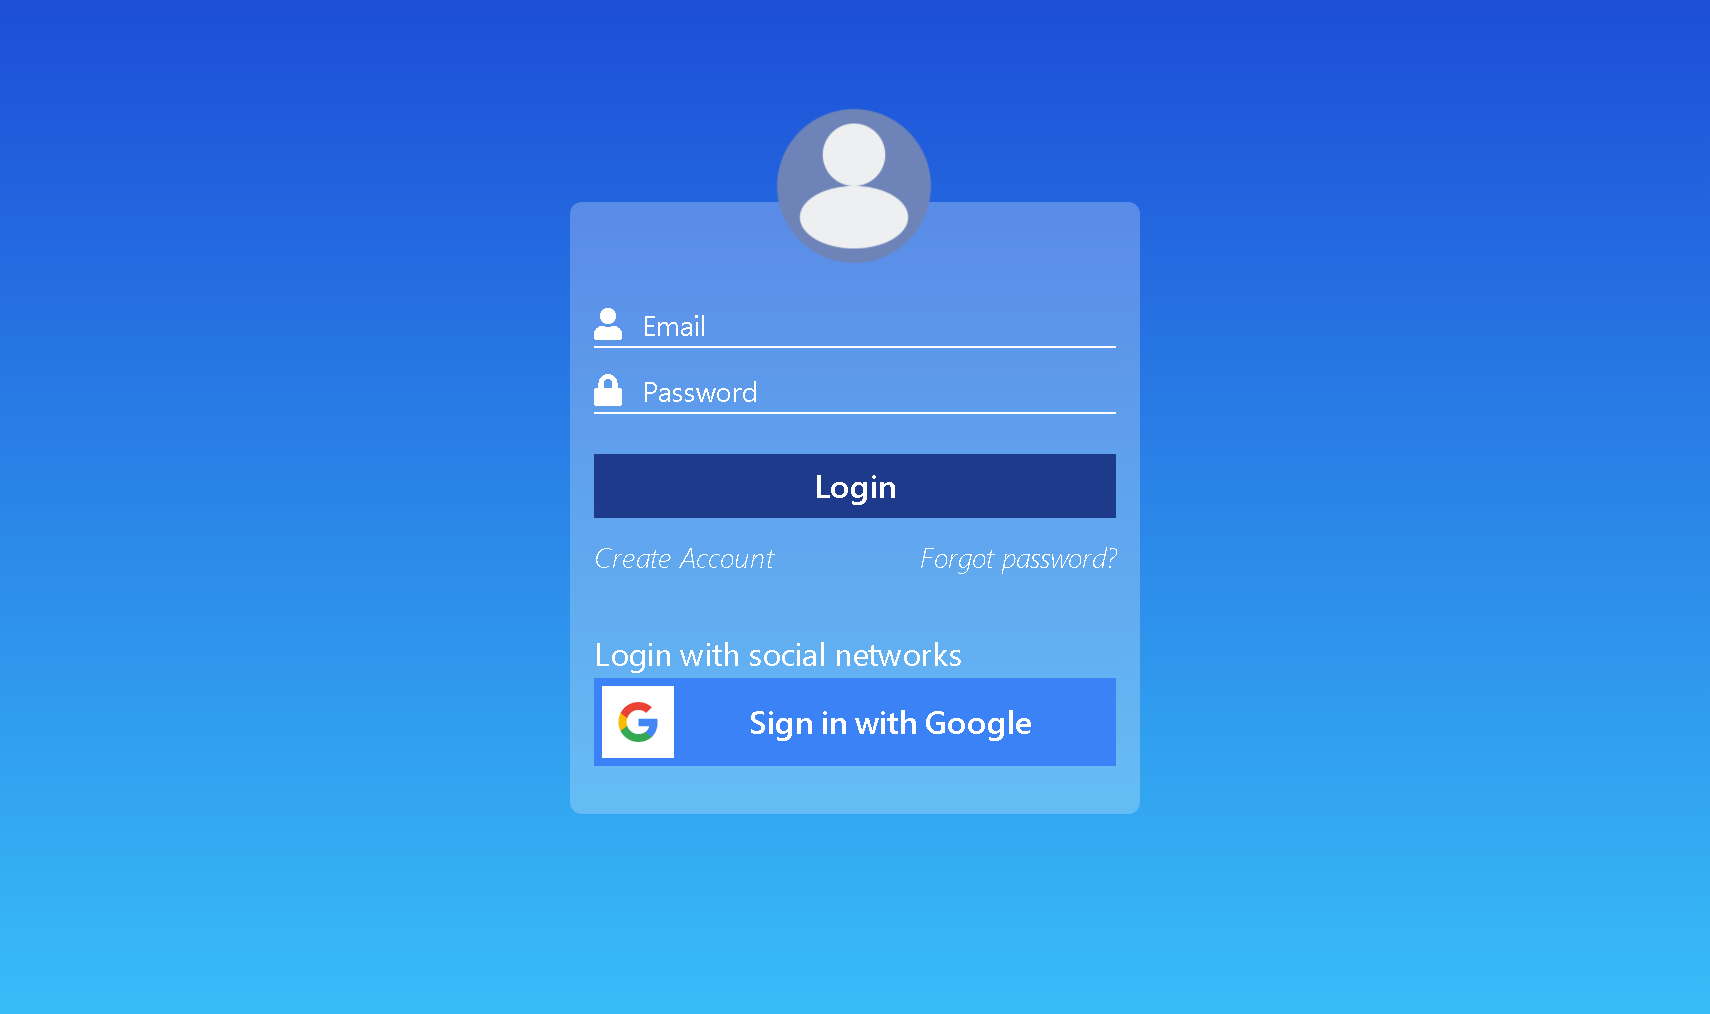 Email
Password
Login
Create Account Forgot password?
Login with social networks
Sign in with Google